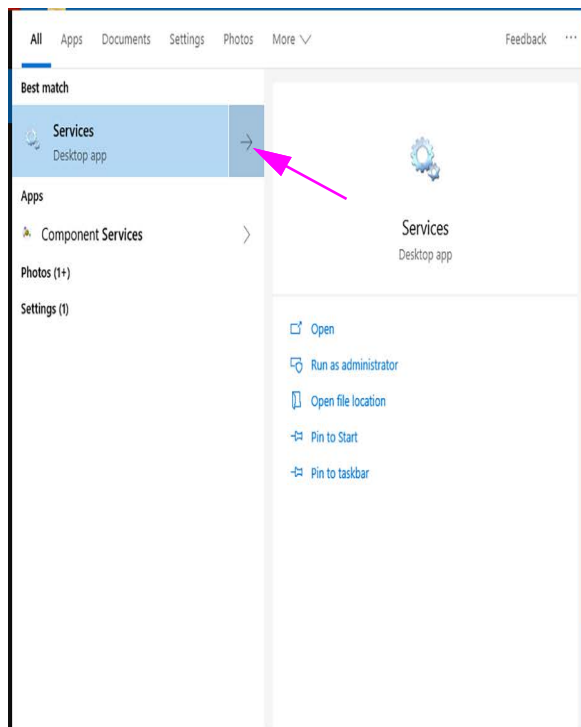 All Apps Documents Settings Photos More Feedback ...
Best match
Services
Desktop app
Apps
Component Services
Photos (1+)
Settings (1)
Services
Desktop app
Open
Run as administrator
Open file location
Pin to Start
Pin to taskbar